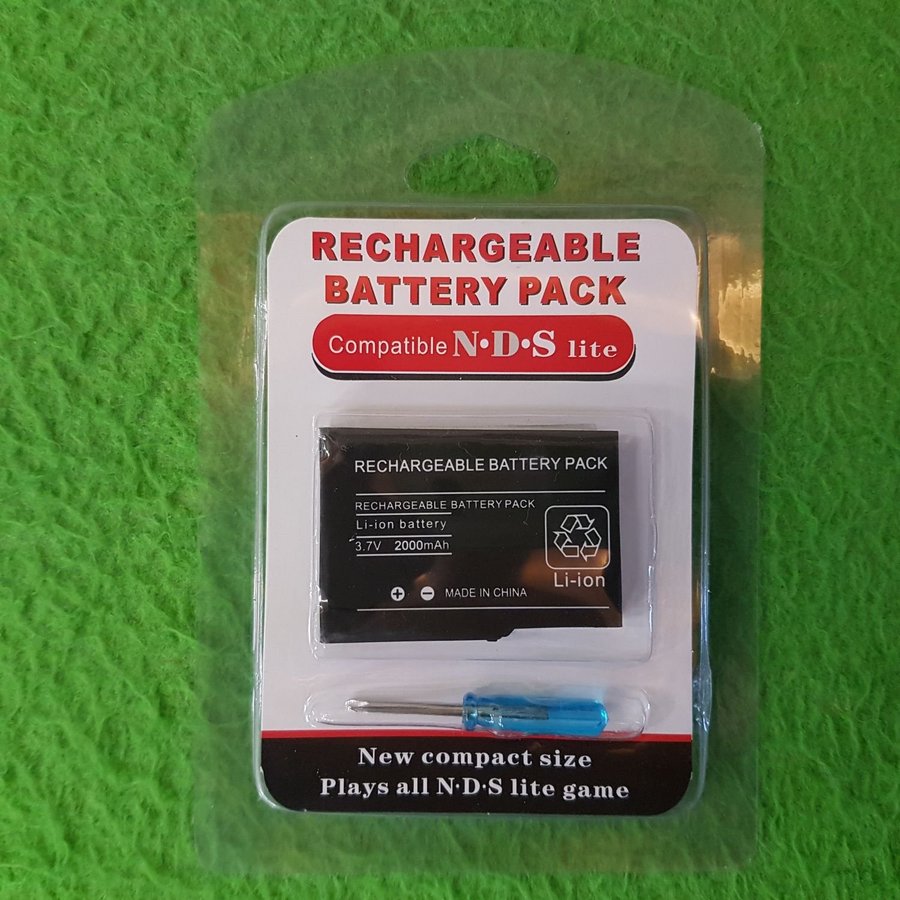 RECHARGEABLE
BATTERY PACK
Compatible N•D•S lite
RECHARGEABLE BATTERY PACK
RECHARGEABLE BATTERY PACK
Li-ion battery
3.7V 2000mAh
Li-ion
MADE IN CHINA
New compact size
Plays all N·D·S lite game